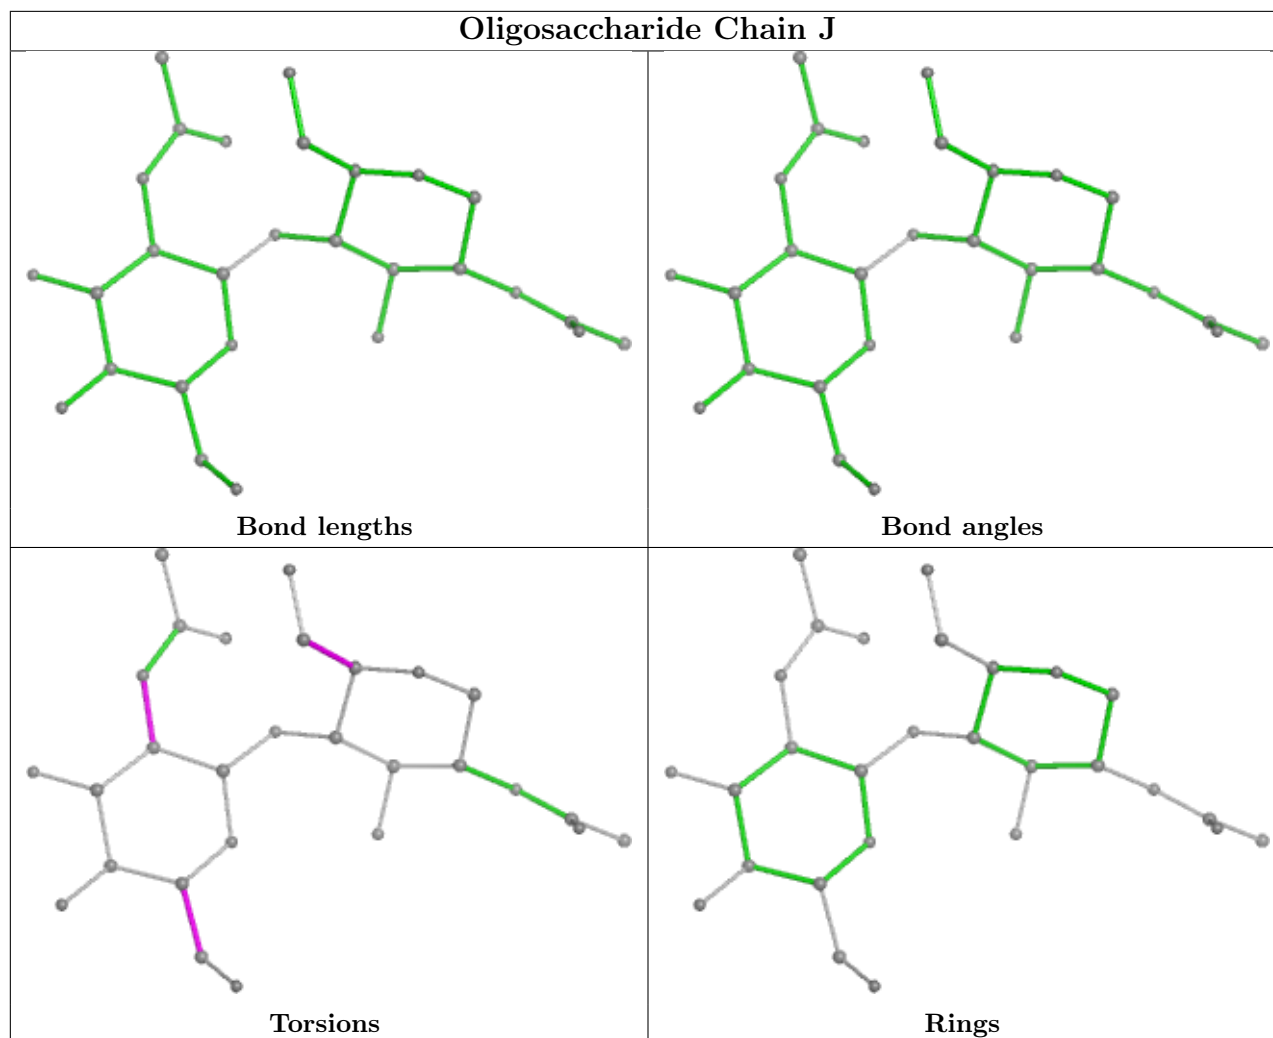 Oligosaccharide Chain J
Bond lengths
Bond angles
Torsions
Rings